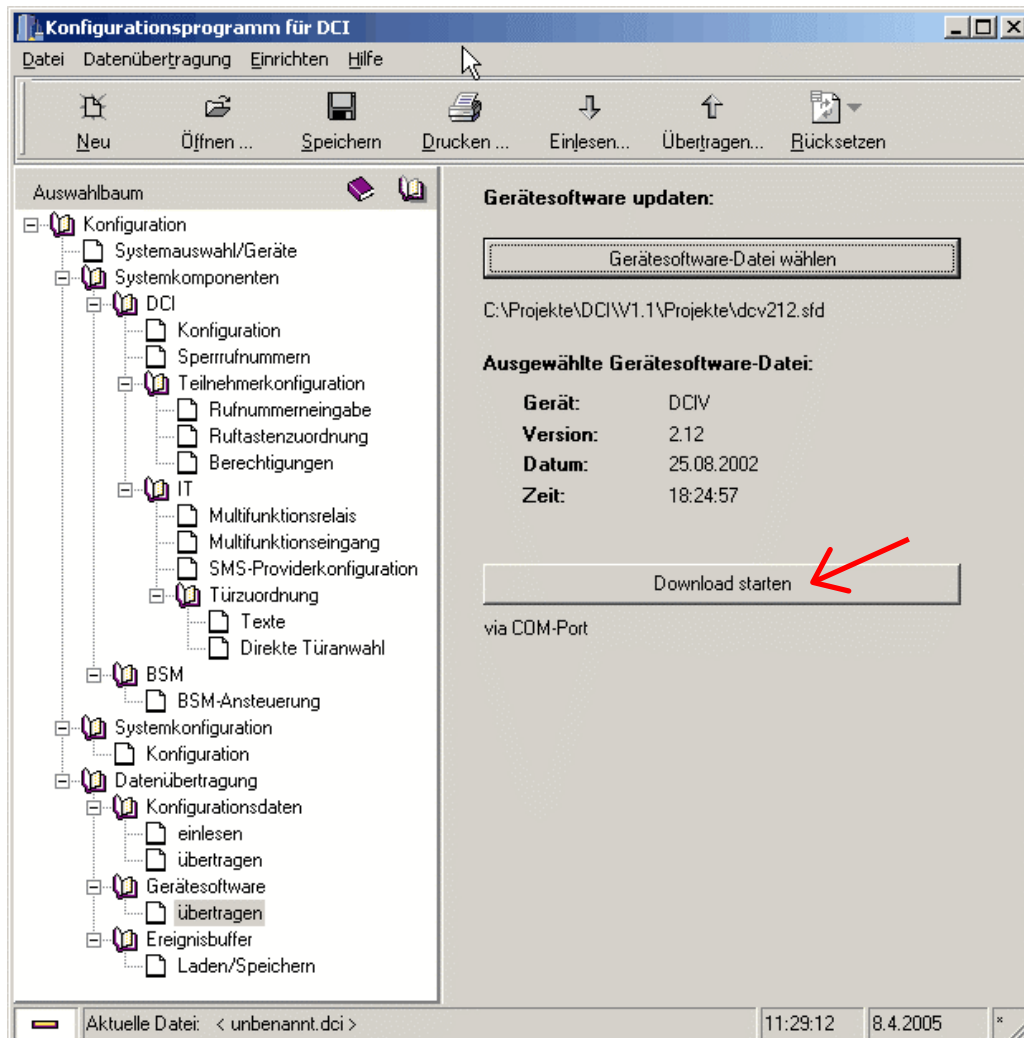 Konfigurationsprogramm für DCI
Datei Datenübertragung Einrichten Hilfe
Neu Öffnen ... Speichern Drucken ... Einlesen... Übertragen... Rücksetzen
Auswahlbaum
Konfiguration
Systemauswahl/Geräte
Systemkomponenten
DCI
Konfiguration
Sperrrufnummern
Teilnehmerkonfiguration
Rufnummerneingabe
Ruftastenzuordnung
Berechtigungen
IT
Multifunktionsrelais
Multifunktionseingang
SMS-Providerkonfiguration
Türzuordnung
Texte
Direkte Türanwahl
BSM
BSM-Ansteuerung
Systemkonfiguration
Konfiguration
Datenübertragung
Konfigurationsdaten
einlesen
übertragen
Gerätesoftware
übertragen
Ereignisbuffer
Laden/Speichern
Gerätesoftware updaten:
Gerätesoftware-Datei wählen
C:\Projekte\DCI\V1.1\Projekte\dcv212.sfd
Ausgewählte Gerätesoftware-Datei:
Gerät: DCIV
Version: 2.12
Datum: 25.08.2002
Zeit: 18:24:57
Download starten
via COM-Port
Aktuelle Datei: < unbenannt.dci > 11:29:12 8.4.2005 *